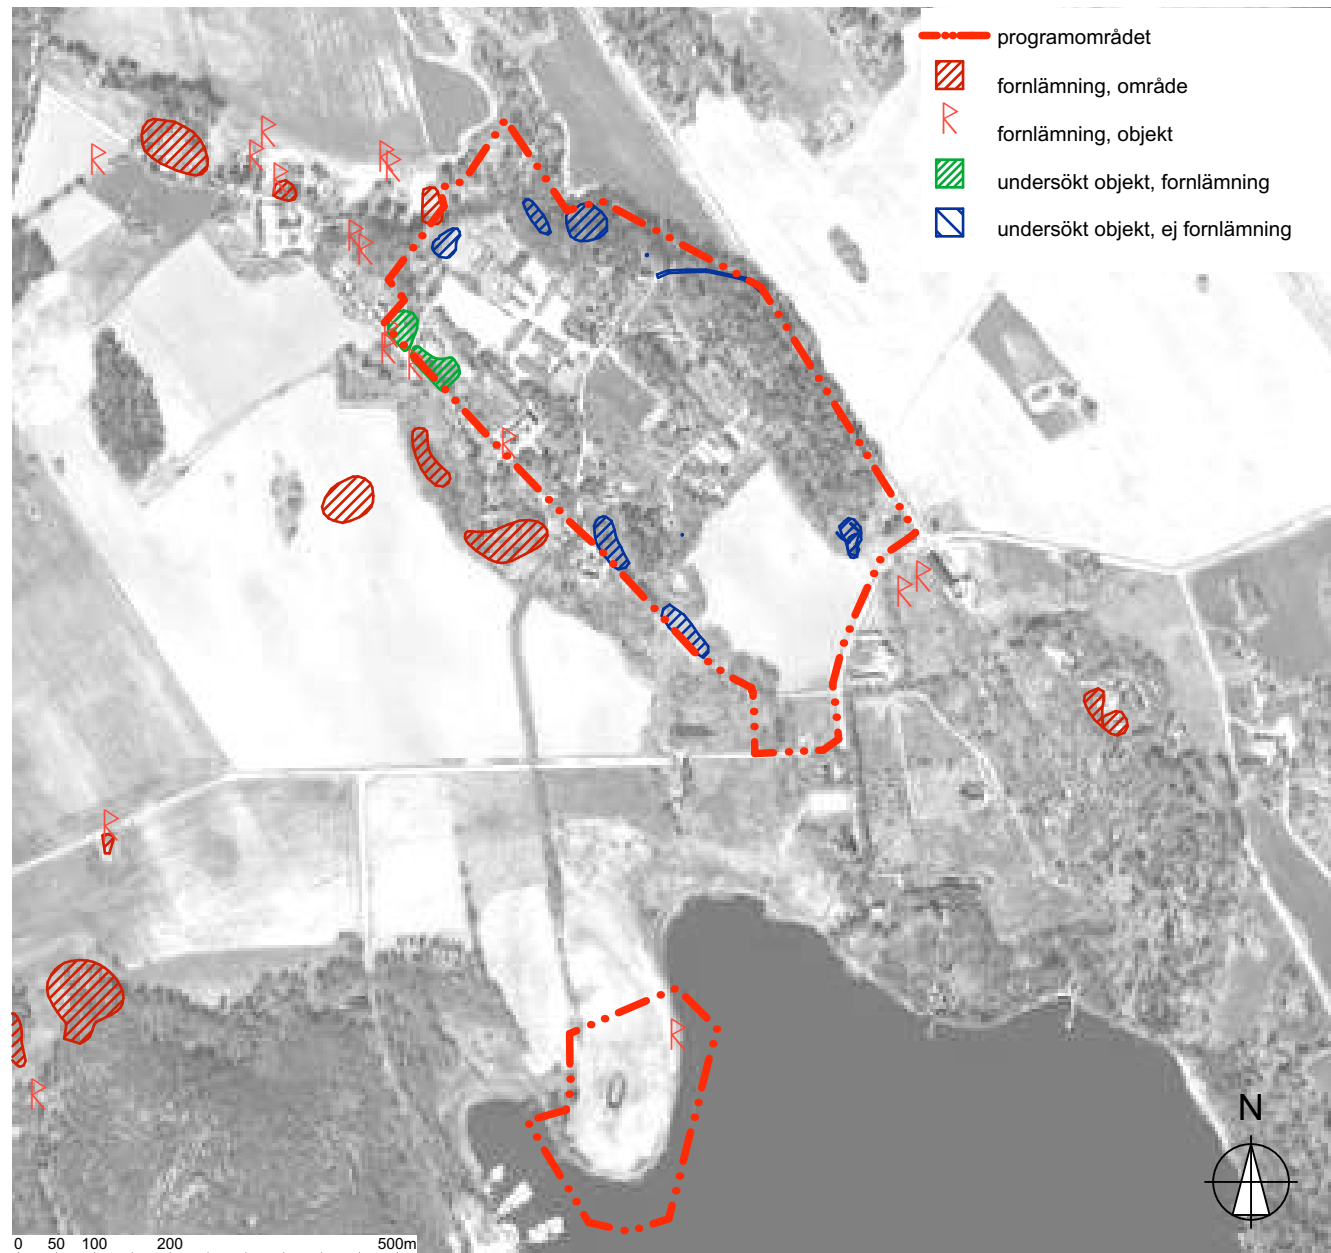 programområdet
fornlämning, område
fornlämning, objekt
undersökt objekt, fornlämning
undersökt objekt, ej fornlämning
N
0 50 100 200 500m